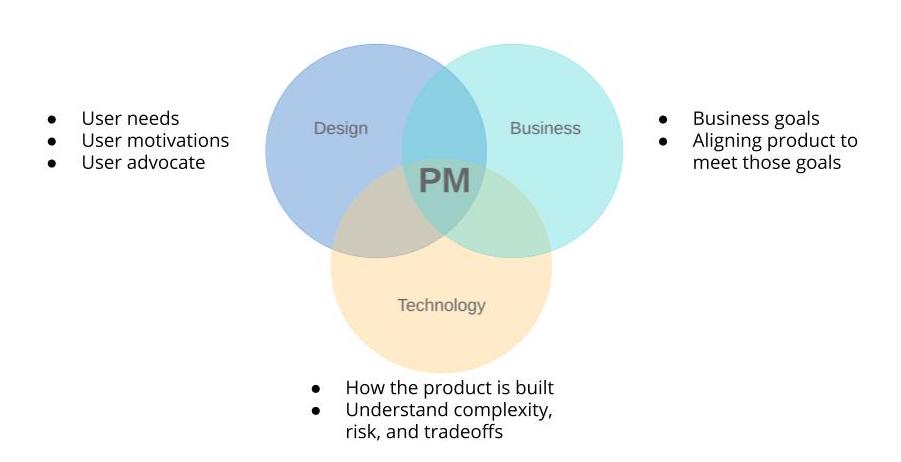 Design
● User needs
● User motivations
● User advocate
Business
● Business goals
● Aligning product to
meet those goals
PM
Technology
● How the product is built
● Understand complexity,
risk, and tradeoffs